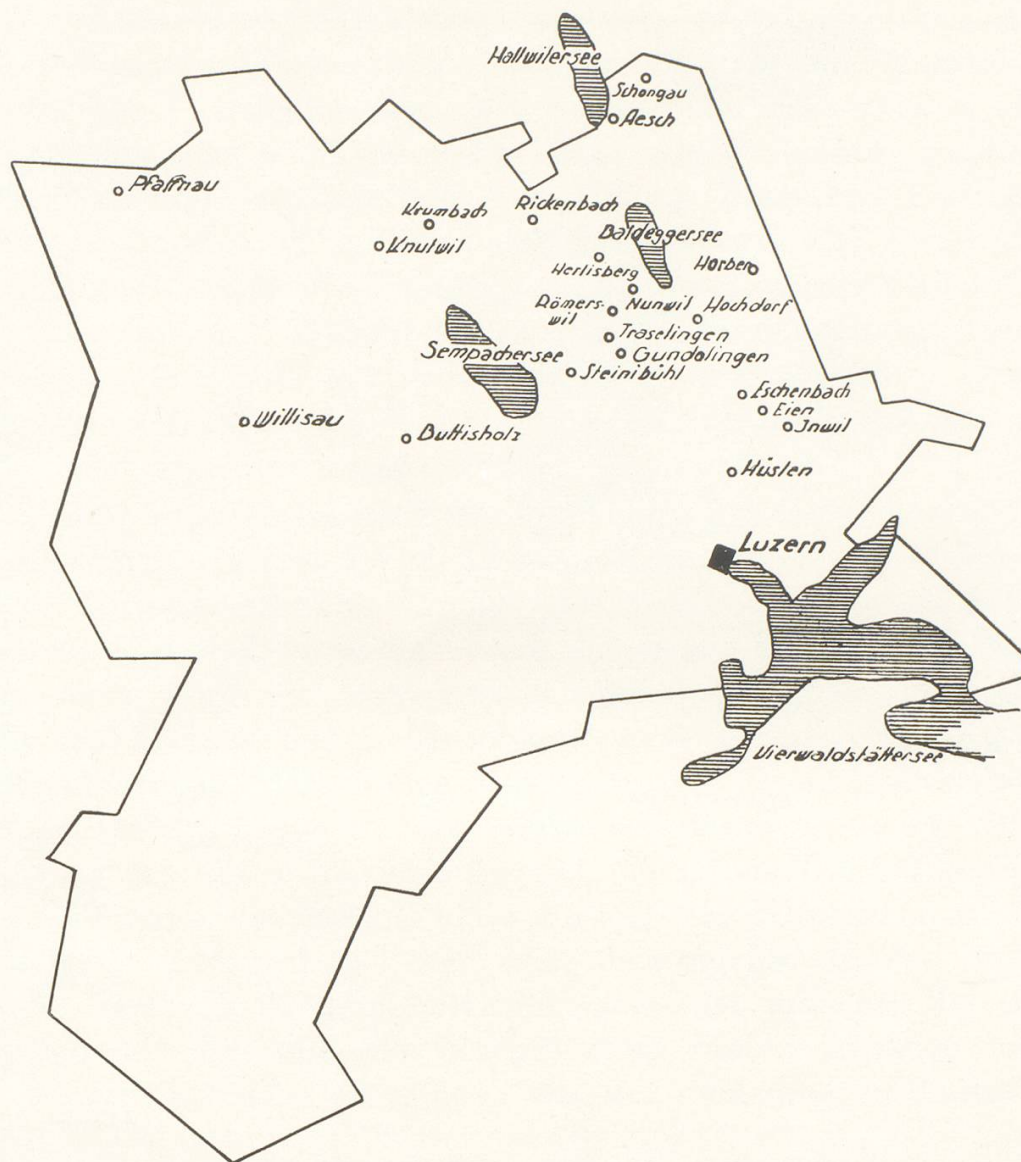 Hallwilersee
Schongau
Aesch
Pfaffnau
Krumbach
Rickenbach
Knutwil
Baldeggersee
Horben
Herlisberg
Römers-
wil
Nunwil
Hochdorf
Traselingen
Gundolingen
Sempachersee
Steinibühl
Eschenbach
Eien
Inwil
Willisau
Buttisholz
Hüslen
Luzern
Vierwaldstättersee